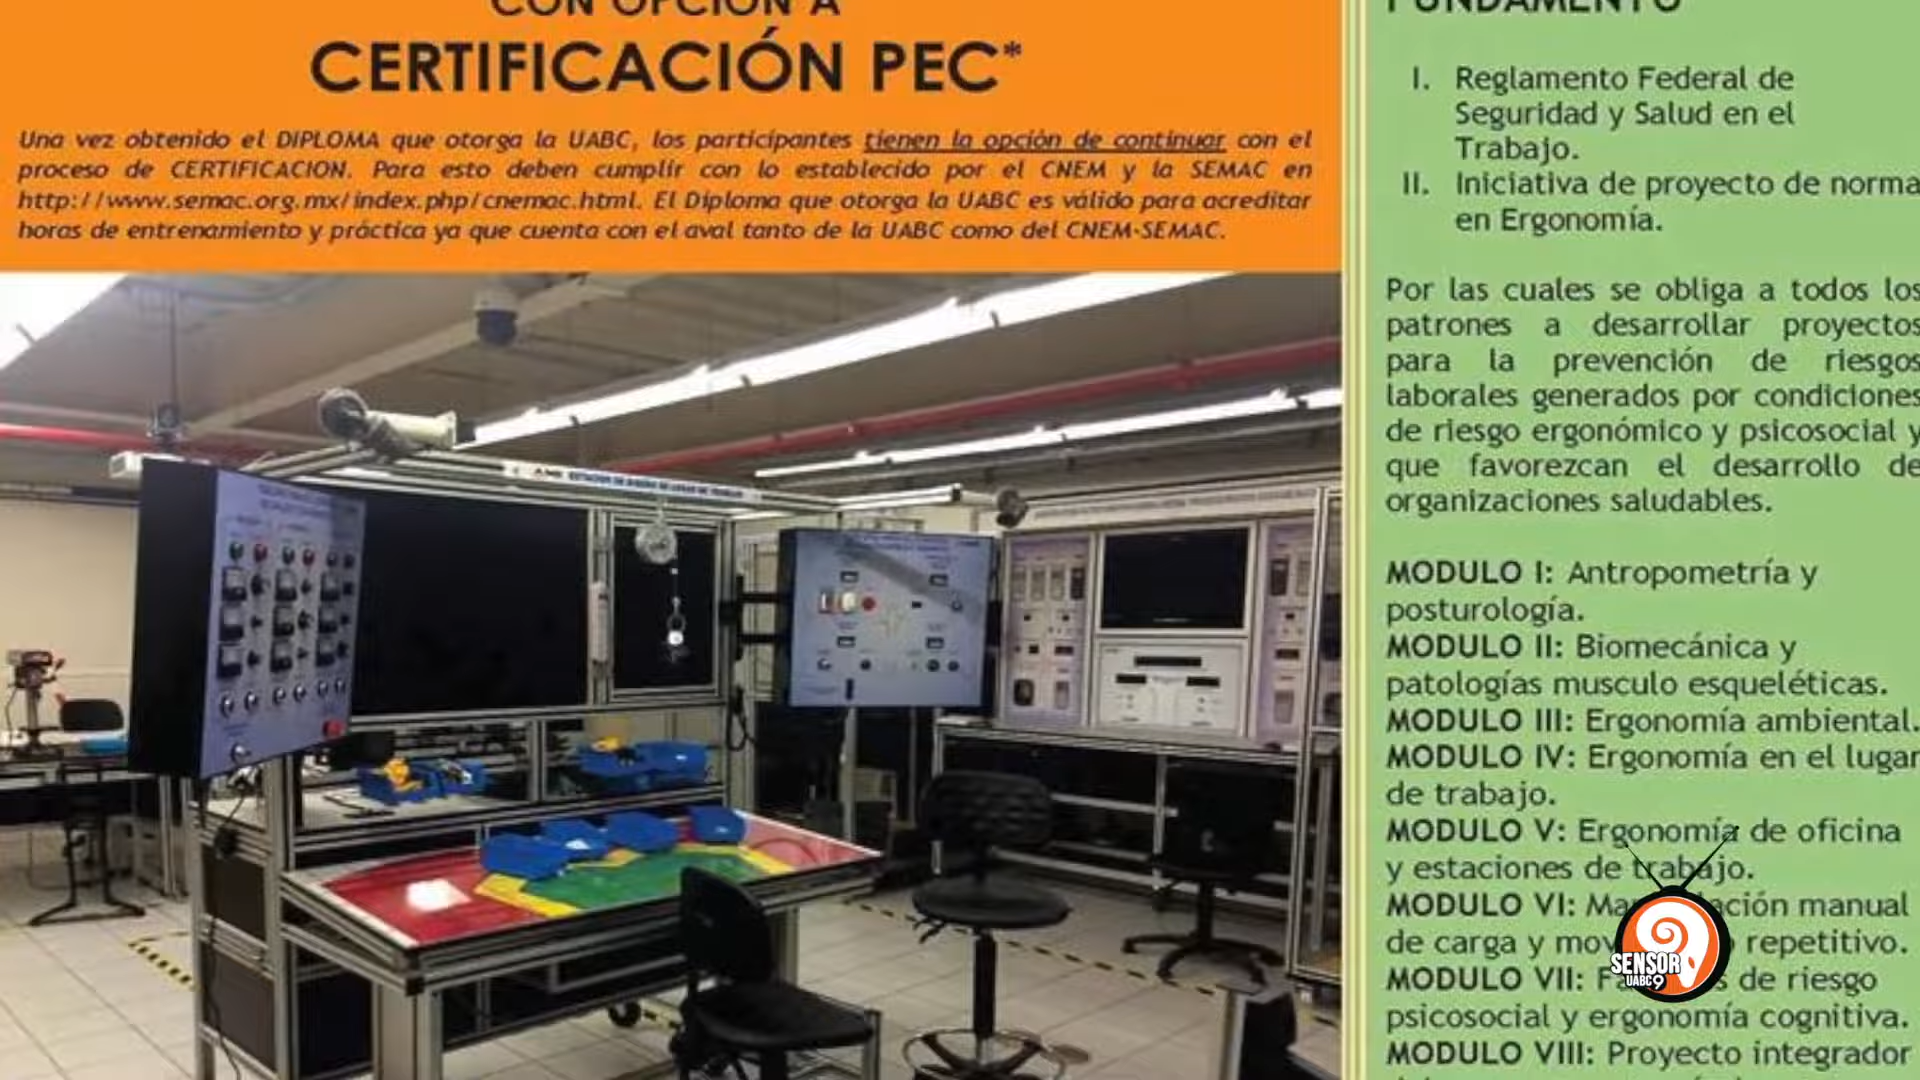 CON OPCIÓN A
CERTIFICACIÓN PEC*
Una vez obtenido el DIPLOMA que otorga la UABC, los participantes tienen la opción de continuar con el
proceso de CERTIFICACION. Para esto deben cumplir con lo establecido por el CNEM y la SEMAC en
http://www.semac.org.mx/index.php/cnemac.html. El Diploma que otorga la UABC es válido para acreditar
horas de entrenamiento y práctica ya que cuenta con el aval tanto de la UABC como del CNEM-SEMAC.
FUNDAMENTO
I. Reglamento Federal de
Seguridad y Salud en el
Trabajo.
II. Iniciativa de proyecto de norma
en Ergonomía.
Por las cuales se obliga a todos los
patrones a desarrollar proyectos
para la prevención de riesgos
laborales generados por condiciones
de riesgo ergonómico y psicosocial y
que favorezcan el desarrollo de
organizaciones saludables.
MODULO I: Antropometría y
posturología.
MODULO II: Biomecánica y
patologías musculo esqueléticas.
MODULO III: Ergonomía ambiental.
MODULO IV: Ergonomía en el lugar
de trabajo.
MODULO V: Ergonomía de oficina
y estaciones de trabajo.
MODULO VI: manual
de carga y repetitivo.
MODULO VII: de riesgo
psicosocial y ergonomía cognitiva.
MODULO VIII: Proyecto integrador
SENSOR
UABC9